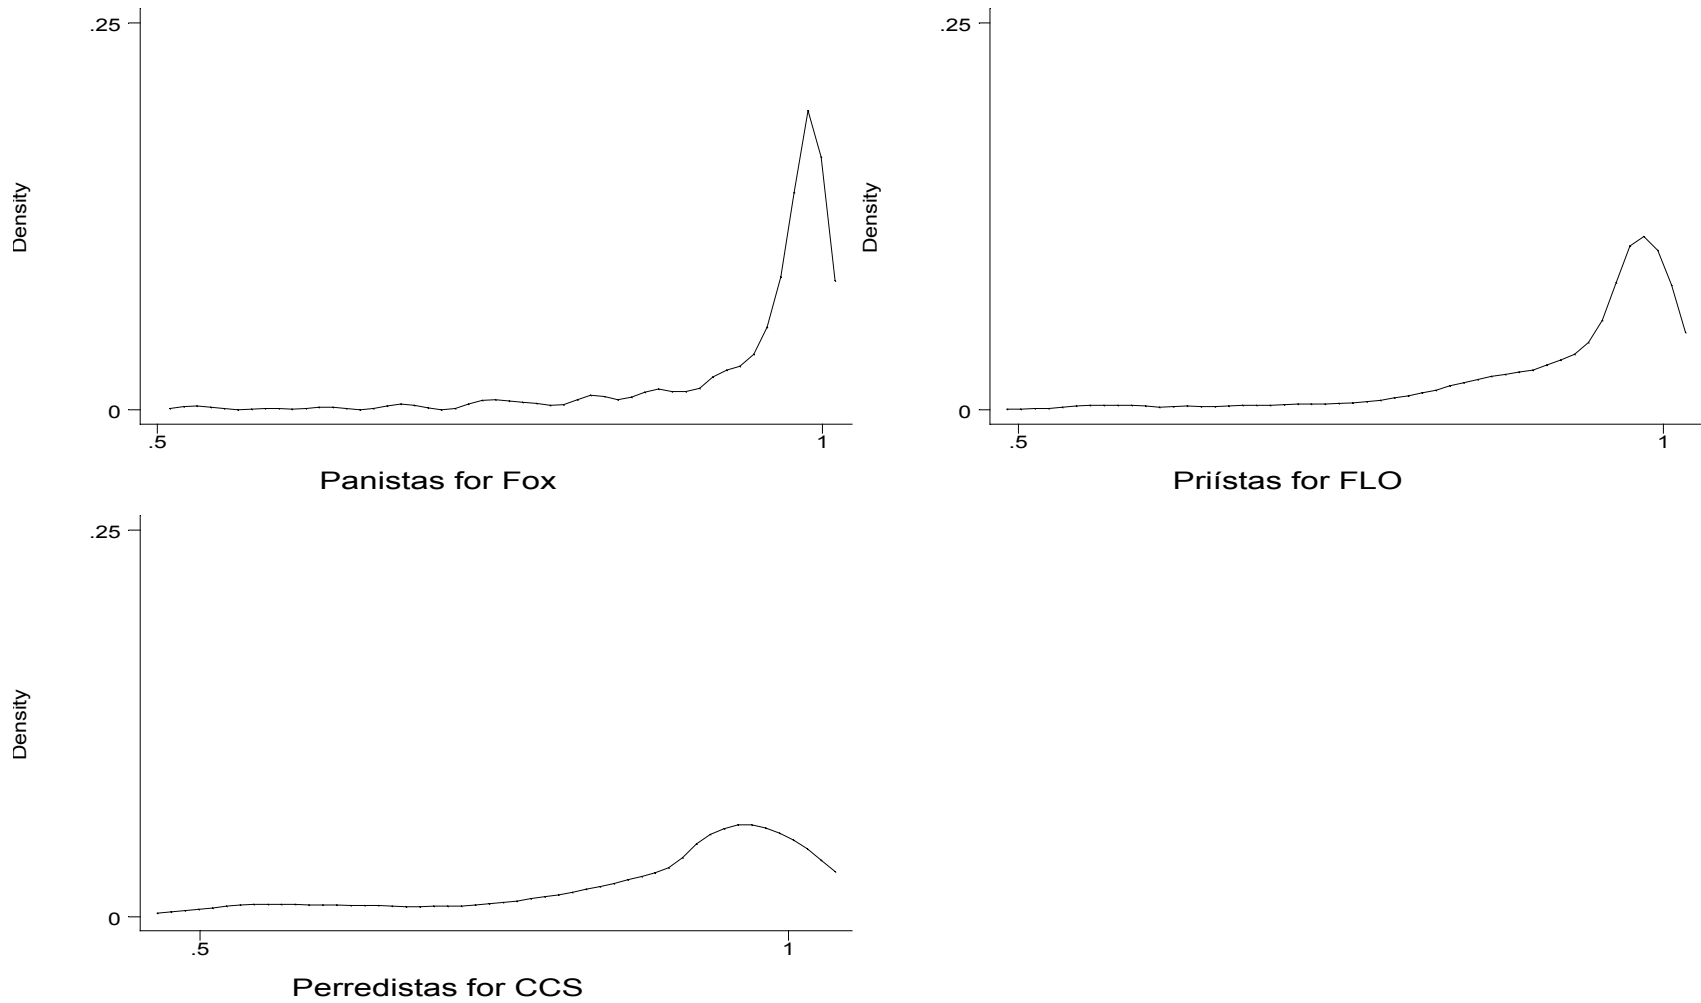 .25
Density
0
.5
1
Panistas for Fox
.25
Density
0
.5
1
Priístas for FLO
.25
Density
0
.5
1
Perredistas for CCS